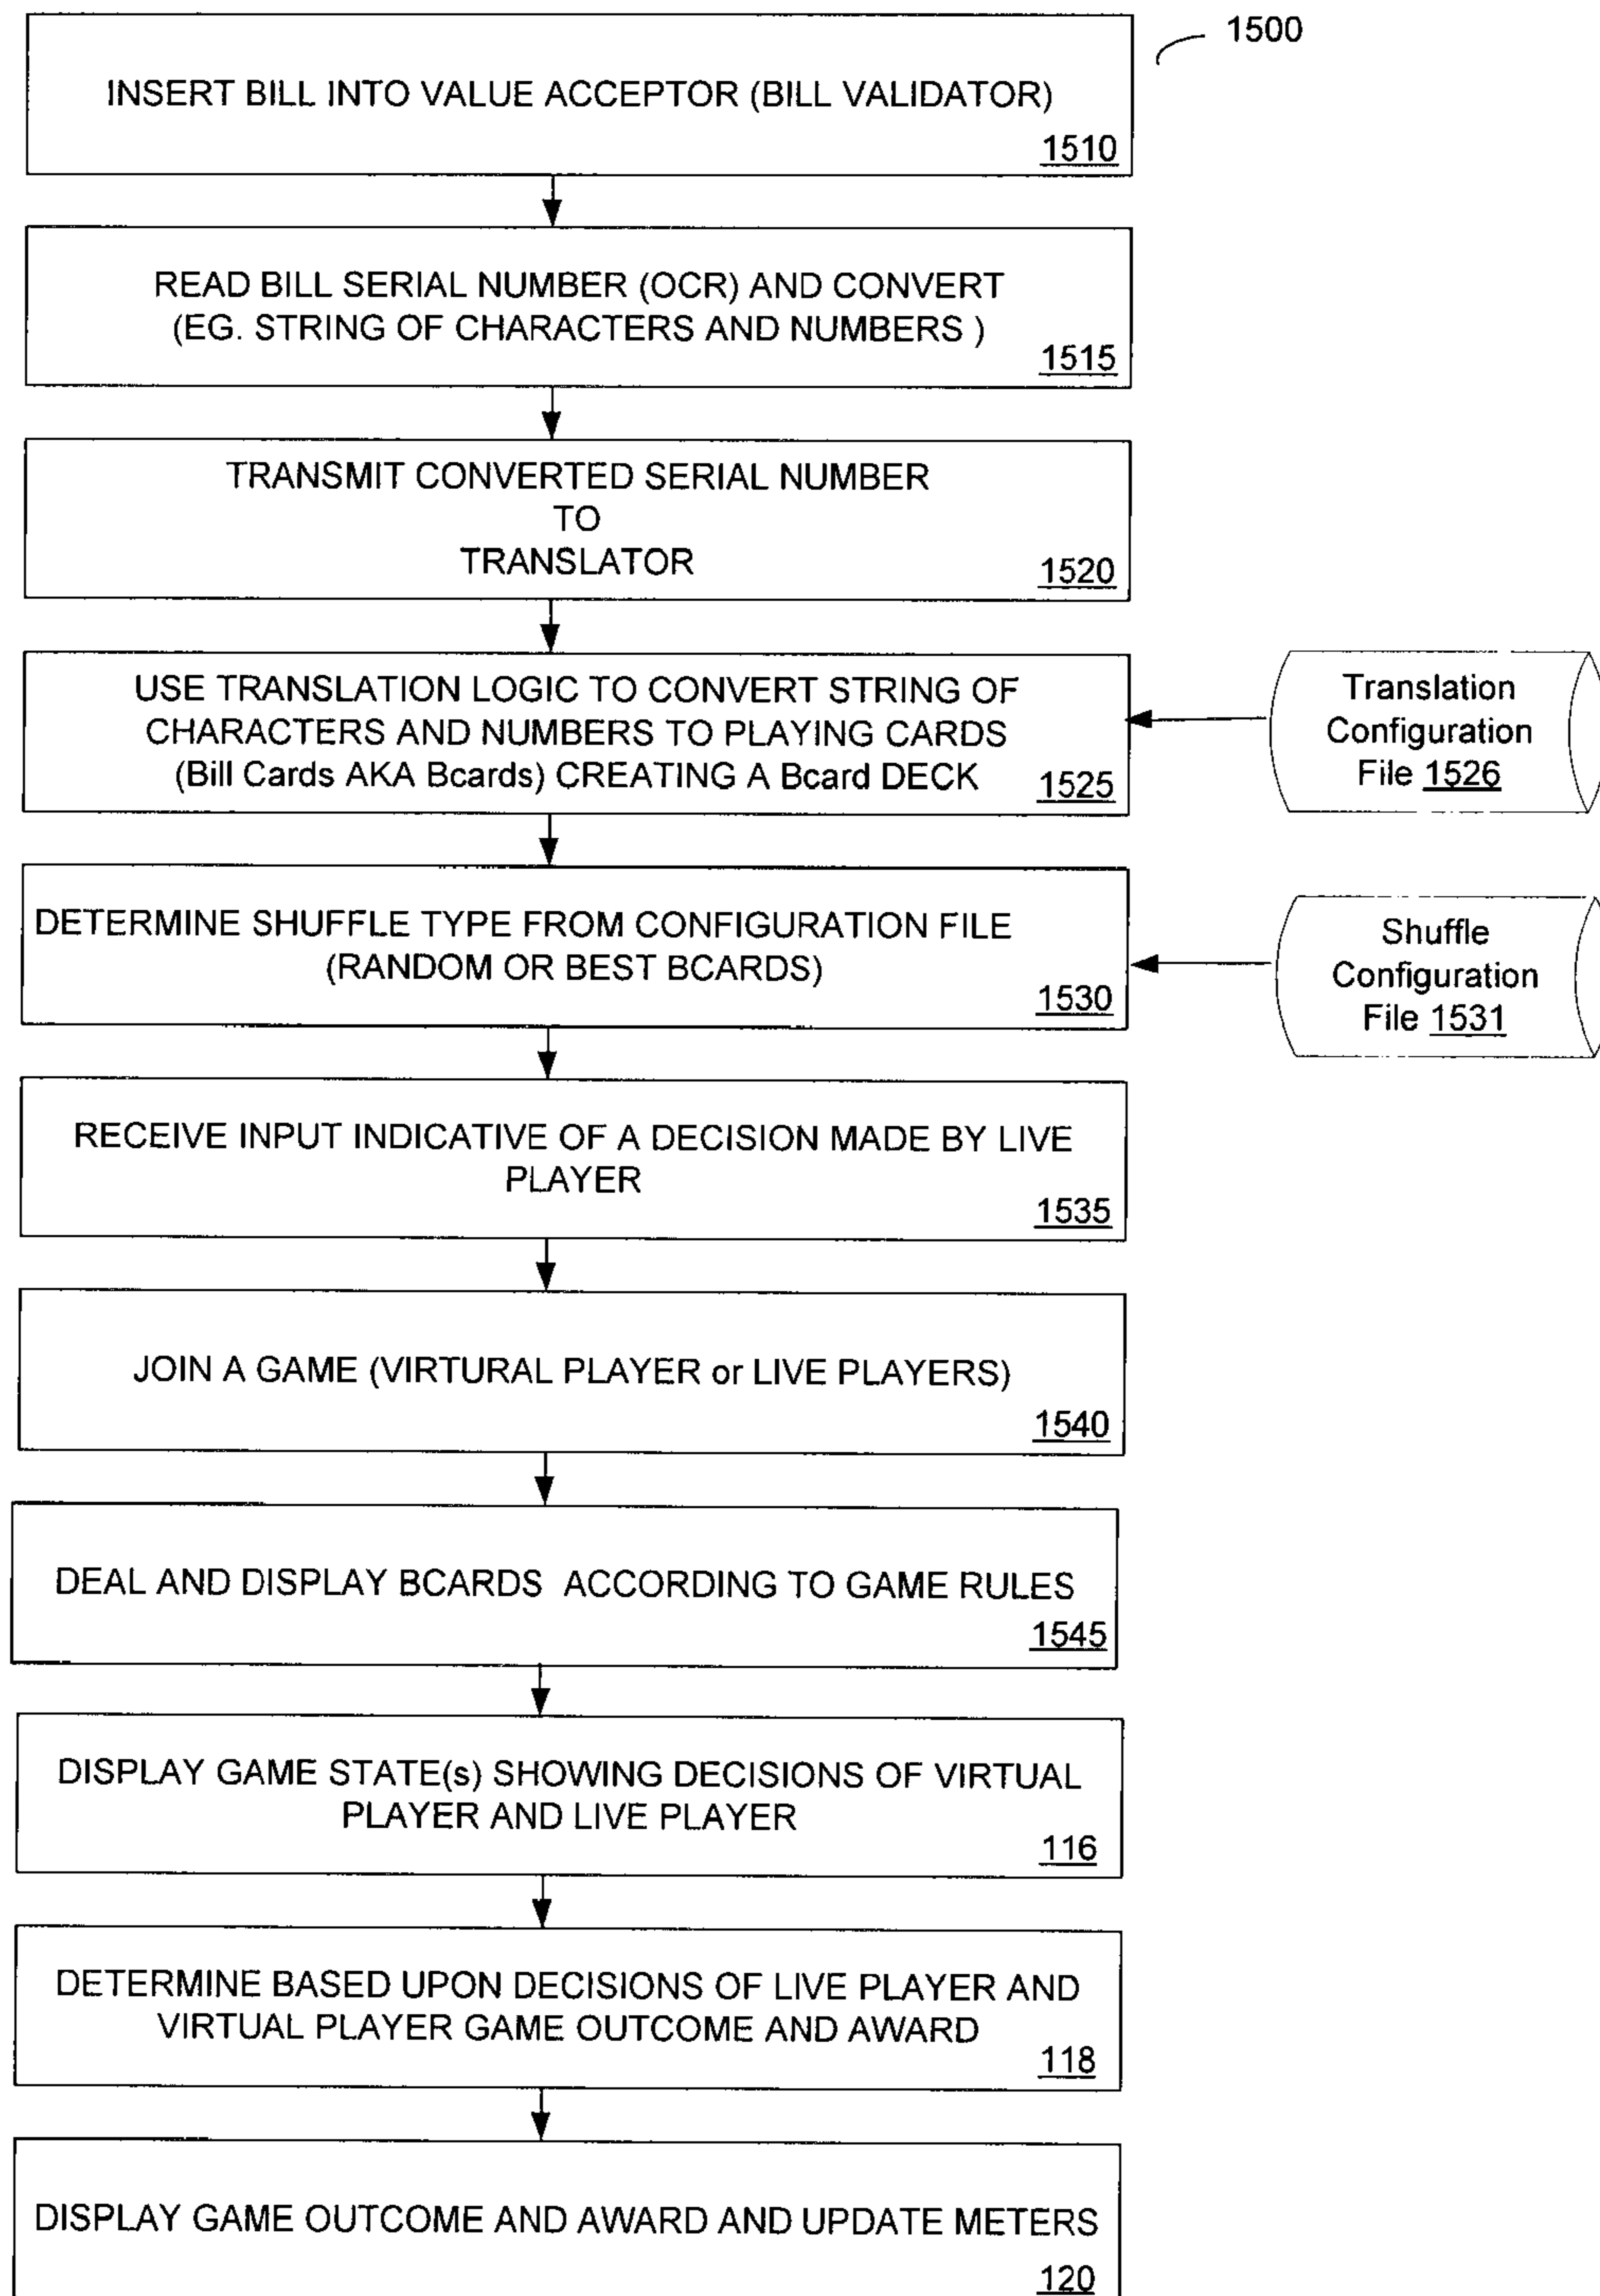 1500
INSERT BILL INTO VALUE ACCEPTOR (BILL VALIDATOR)
1510
READ BILL SERIAL NUMBER (OCR) AND CONVERT
(EG. STRING OF CHARACTERS AND NUMBERS )
1515
TRANSMIT CONVERTED SERIAL NUMBER
TO
TRANSLATOR
1520
USE TRANSLATION LOGIC TO CONVERT STRING OF
CHARACTERS AND NUMBERS TO PLAYING CARDS
(Bill Cards AKA Bcards) CREATING A Bcard DECK
1525
Translation
Configuration
File 1526
DETERMINE SHUFFLE TYPE FROM CONFIGURATION FILE
(RANDOM OR BEST BCARDS)
1530
Shuffle
Configuration
File 1531
RECEIVE INPUT INDICATIVE OF A DECISION MADE BY LIVE
PLAYER
1535
JOIN A GAME (VIRTURAL PLAYER or LIVE PLAYERS)
1540
DEAL AND DISPLAY BCARDS ACCORDING TO GAME RULES
1545
DISPLAY GAME STATE(s) SHOWING DECISIONS OF VIRTUAL
PLAYER AND LIVE PLAYER
116
DETERMINE BASED UPON DECISIONS OF LIVE PLAYER AND
VIRTUAL PLAYER GAME OUTCOME AND AWARD
118
DISPLAY GAME OUTCOME AND AWARD AND UPDATE METERS
120